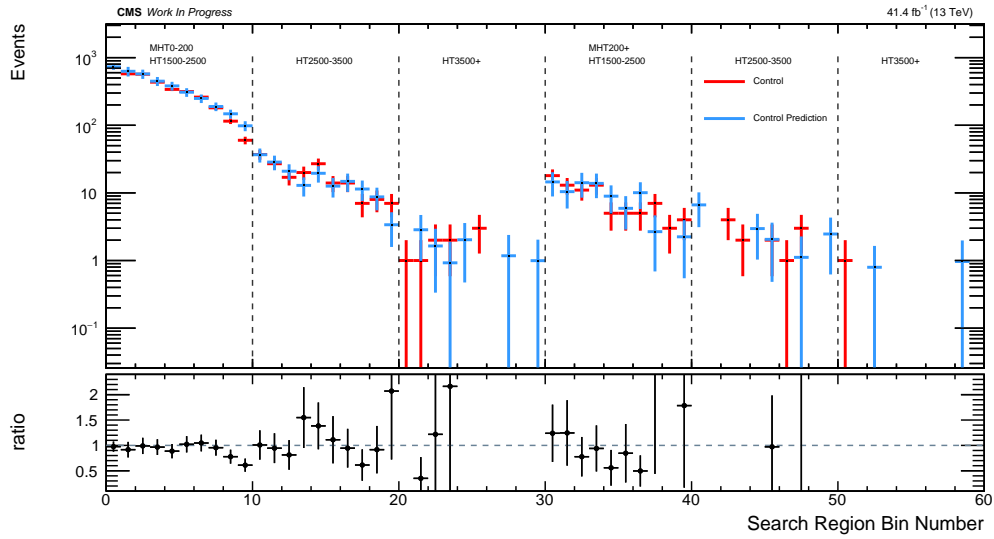 CMS Work In Progress
41.4 fb⁻¹ (13 TeV)
Events
MHT0-200
HT1500-2500
HT2500-3500
HT3500+
MHT200+
HT1500-2500
HT2500-3500
HT3500+
Control
Control Prediction
10³
10²
10
1
10⁻¹
ratio
2
1.5
1
0.5
0 10 20 30 40 50 60
Search Region Bin Number